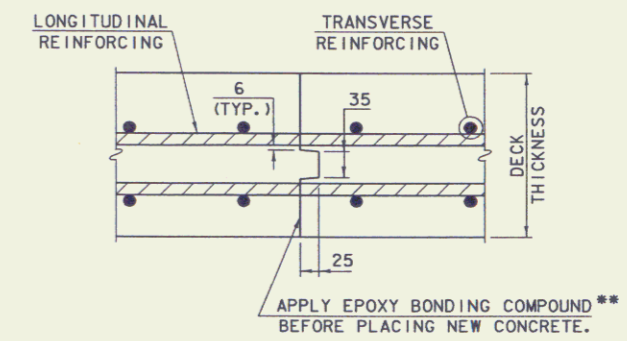 LONGITUDINAL
REINFORCING
TRANSVERSE
REINFORCING
6
(TYP.)
35
DECK
THICKNESS
25
APPLY EPOXY BONDING COMPOUND**
BEFORE PLACING NEW CONCRETE.